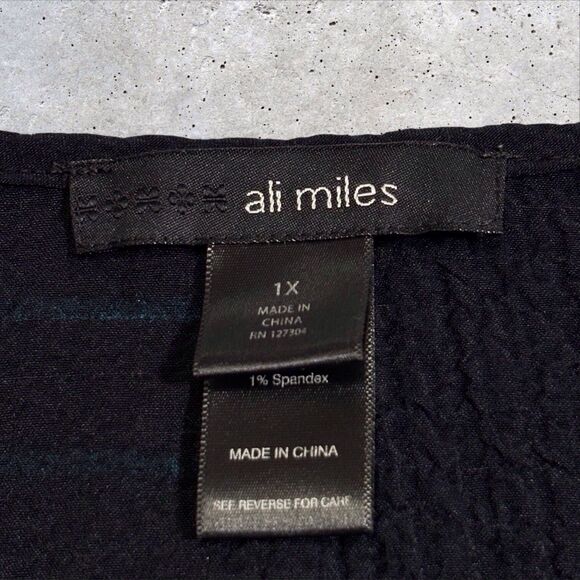 ali miles
1X
MADE IN
CHINA
RN 127304
1% Spandex
MADE IN CHINA
SEE REVERSE FOR CARE